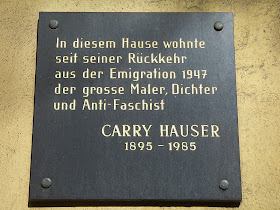 In diesem Hause wohnte
seit seiner Rückkehr
aus der Emigration 1947
der grosse Maler, Dichter
und Anti-Faschist
CARRY HAUSER
1895 - 1985